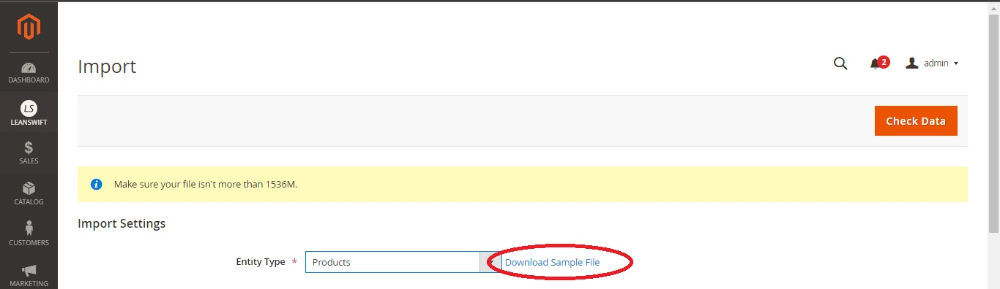 Import
2
admin
DASHBOARD
LS
LEANSWIFT
Check Data
$
SALES
Make sure your file isn't more than 1536M.
CATALOG
Import Settings
CUSTOMERS
Entity Type * Products Download Sample File
MARKETING